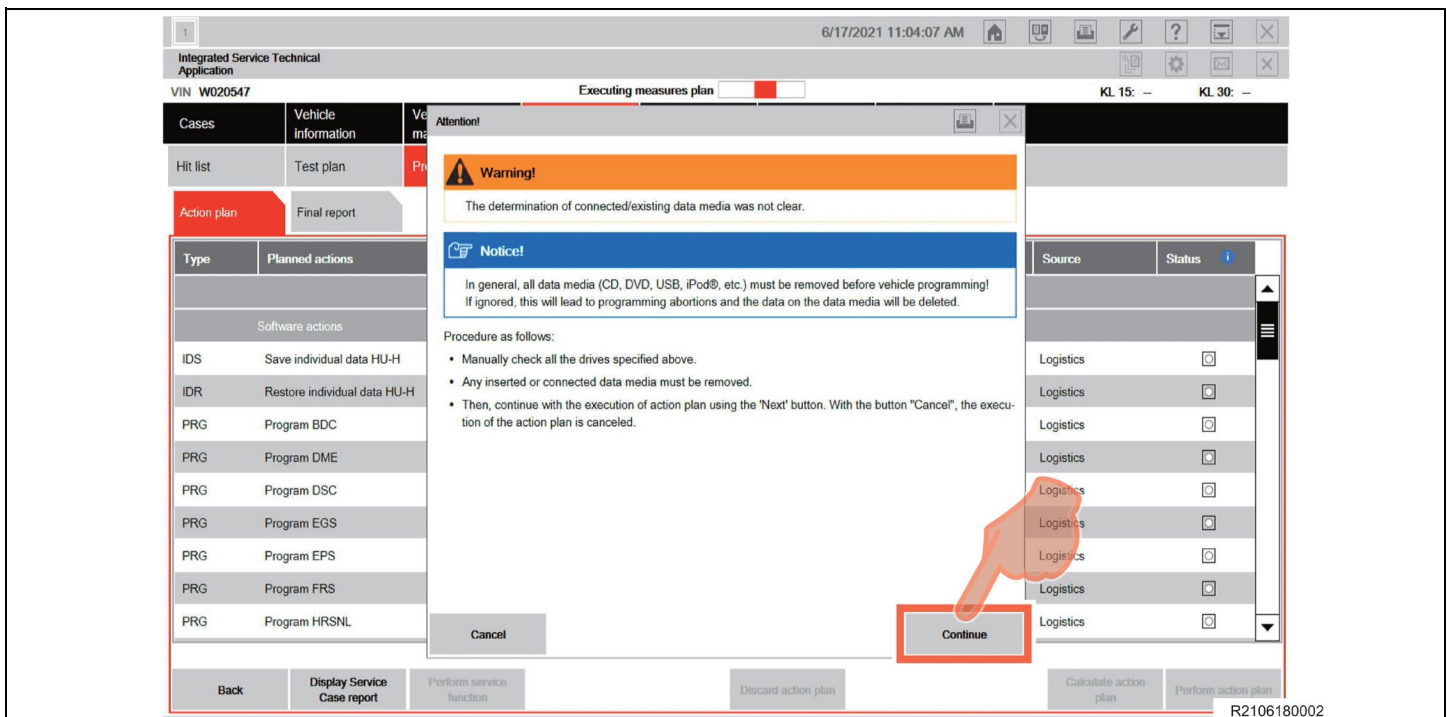 1
6/17/2021 11:04:07 AM
?
Integrated Service Technical
Application
VIN W020547
Executing measures plan
KL 15: --
KL 30: --
Cases
Vehicle
information
Ve
ma
Attention!
Hit list
Test plan
Pr
Warning!
The determination of connected/existing data media was not clear.
Action plan
Final report
Notice!
In general, all data media (CD, DVD, USB, iPod®, etc.) must be removed before vehicle programming!
If ignored, this will lead to programming abortions and the data on the data media will be deleted.
Type
Planned actions
Source
Status
i
Software actions
Procedure as follows:
• Manually check all the drives specified above.
• Any inserted or connected data media must be removed.
• Then, continue with the execution of action plan using the 'Next' button. With the button "Cancel", the execu-
tion of the action plan is canceled.
IDS Save individual data HU-H Logistics
IDR Restore individual data HU-H Logistics
PRG Program BDC Logistics
PRG Program DME Logistics
PRG Program DSC Logistics
PRG Program EGS Logistics
PRG Program EPS Logistics
PRG Program FRS Logistics
PRG Program HRSNL Logistics
Cancel
Continue
Back
Display Service
Case report
Perform service
function
Discard action plan
Calculate action
plan
Perform action plan
R2106180002